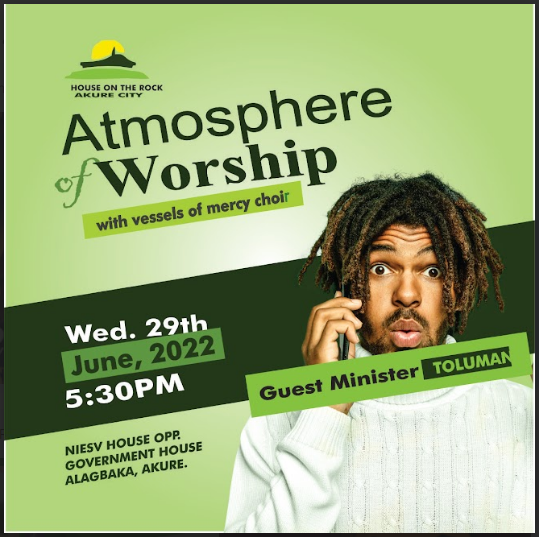 HOUSE ON THE ROCK
AKURE CITY
Atmosphere
of Worship
with vessels of mercy choir
Wed. 29th
June, 2022
5:30PM
Guest Minister TOLUMAN
NIESV HOUSE OPP.
GOVERNMENT HOUSE
ALAGBAKA, AKURE.